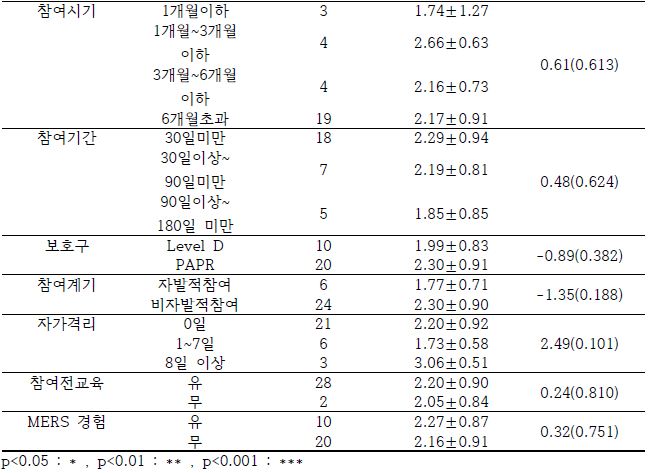 참여시기 1개월이하 3 1.74±1.27
1개월~3개월
이하 4 2.66±0.63
0.61(0.613)
3개월~6개월
이하 4 2.16±0.73
6개월초과 19 2.17±0.91
참여기간 30일미만 18 2.29±0.94
30일이상~
90일미만 7 2.19±0.81
0.48(0.624)
90일이상~
180일 미만 5 1.85±0.85
보호구 Level D 10 1.99±0.83
-0.89(0.382)
PAPR 20 2.30±0.91
참여계기 자발적참여 6 1.77±0.71
-1.35(0.188)
비자발적참여 24 2.30±0.90
자가격리 0일 21 2.20±0.92
1~7일 6 1.73±0.58 2.49(0.101)
8일 이상 3 3.06±0.51
참여전교육 유 28 2.20±0.90
0.24(0.810)
무 2 2.05±0.84
MERS 경험 유 10 2.27±0.87
0.32(0.751)
무 20 2.16±0.91
p<0.05 : * , p<0.01 : ** , p<0.001 : ***